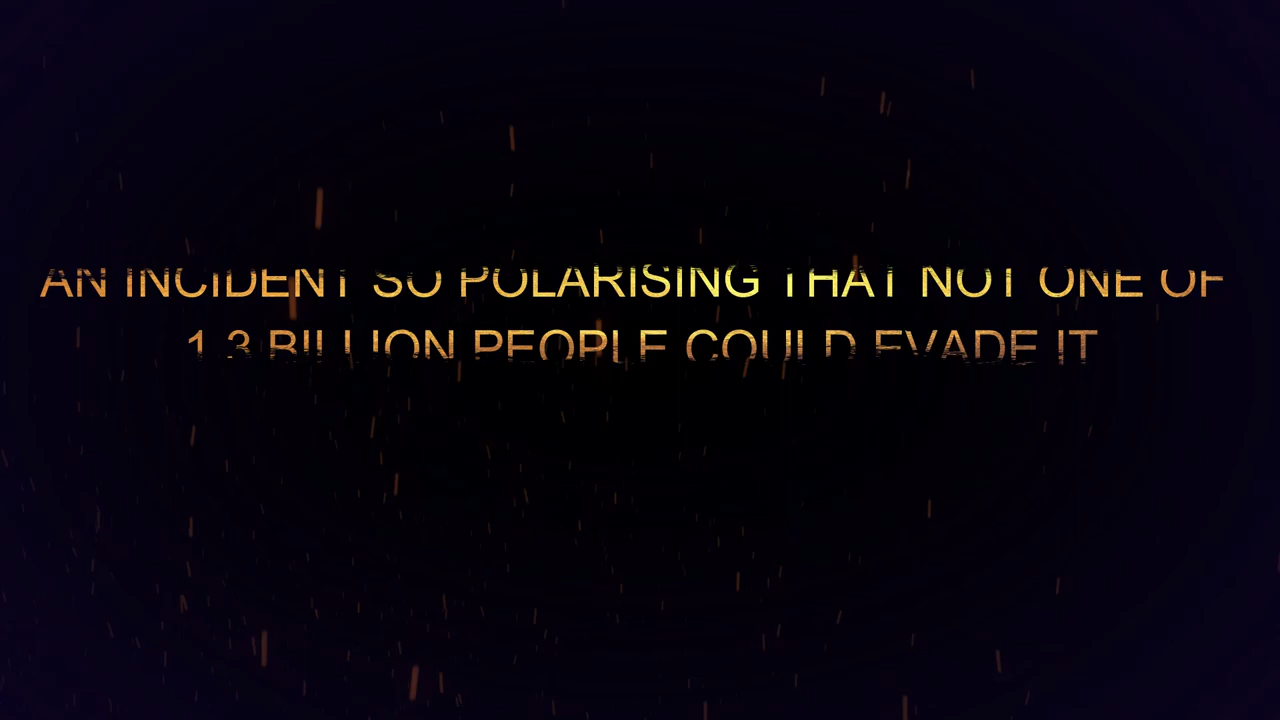 AN INCIDENT SO POLARISING THAT NOT ONE OF
1.3 BILLION PEOPLE COULD EVADE IT